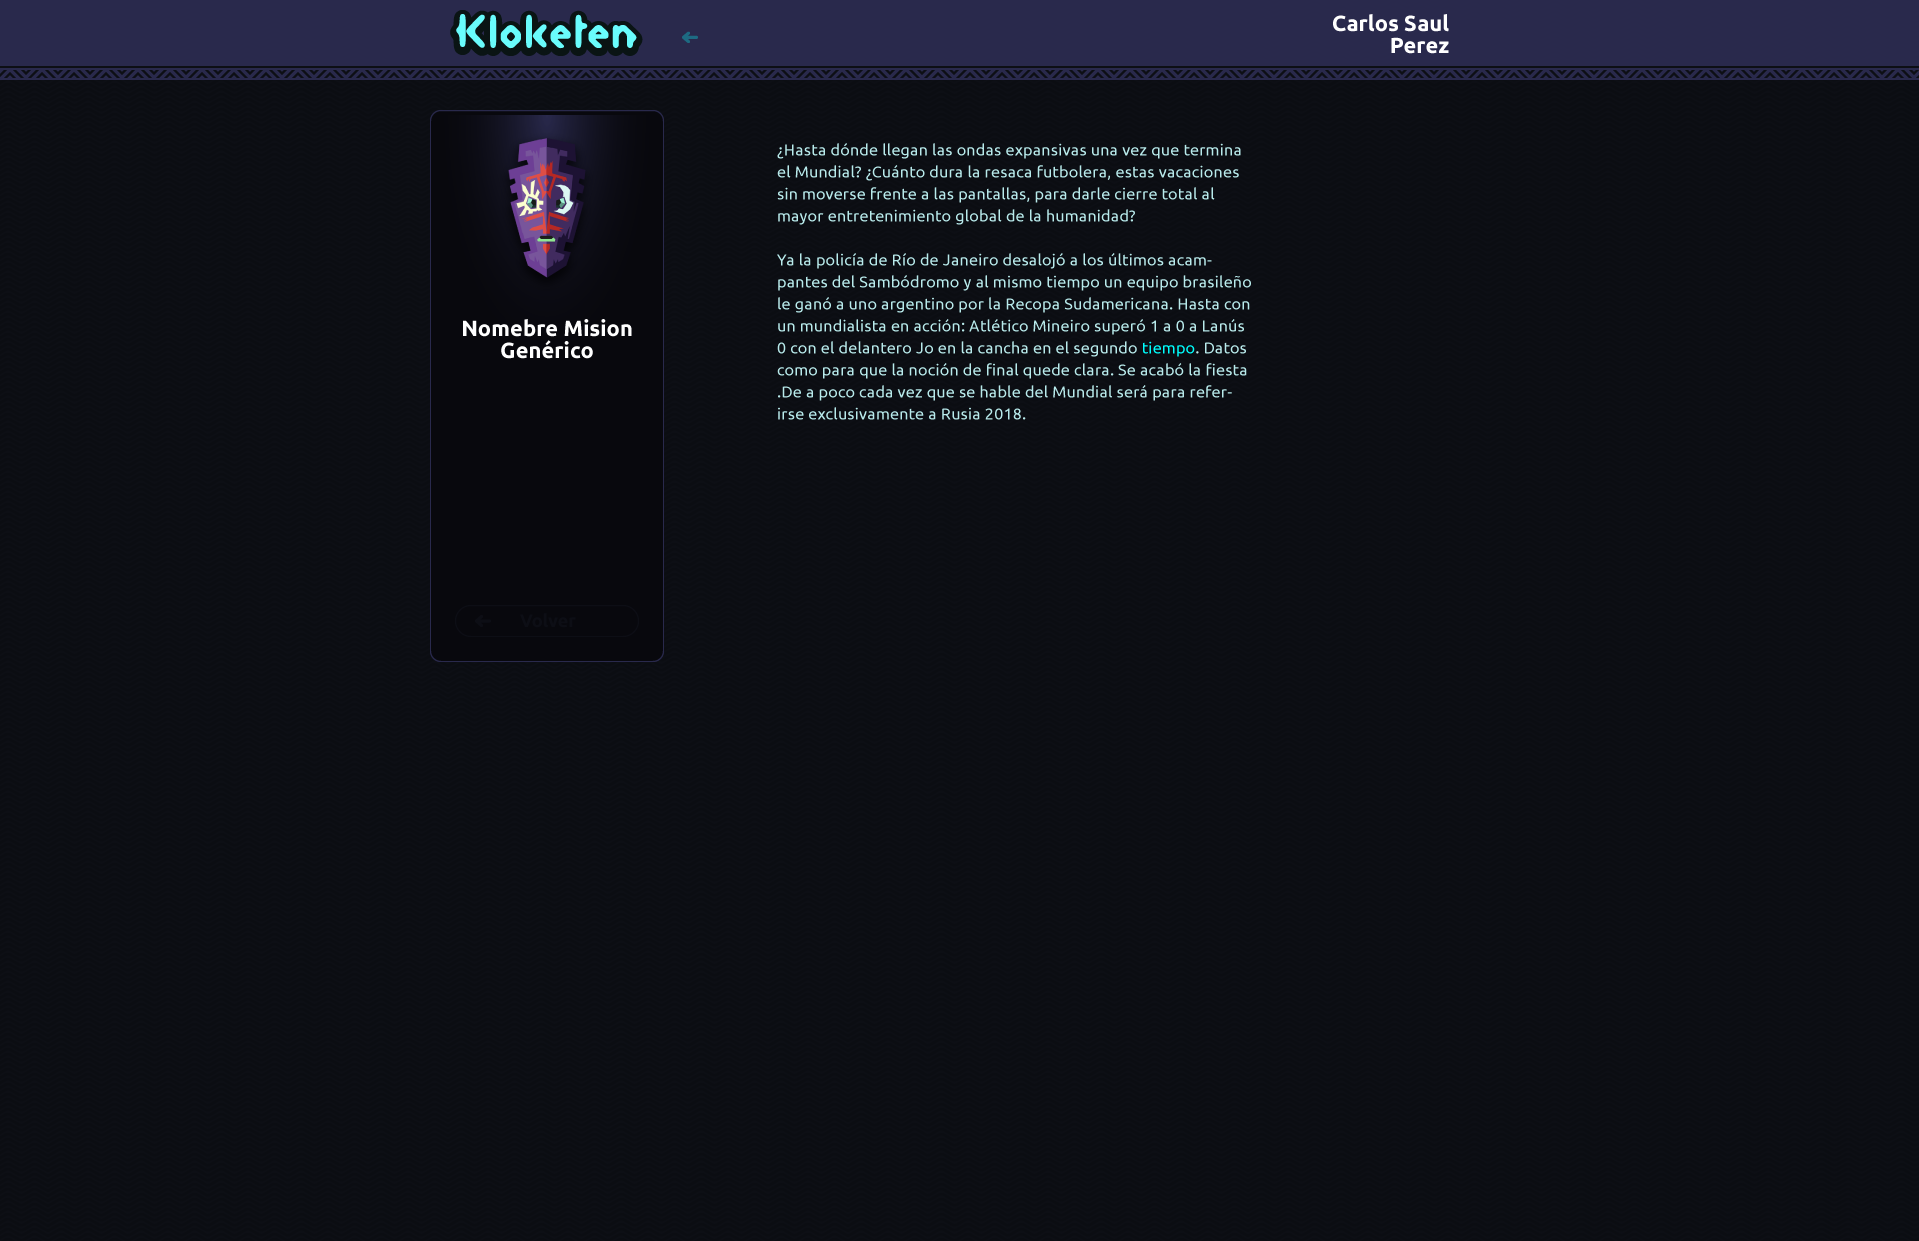 Kloketen
Carlos Saul
Perez
Nomebre Mision
Genérico
Volver
¿Hasta dónde llegan las ondas expansivas una vez que termina
el Mundial? ¿Cuánto dura la resaca futbolera, estas vacaciones
sin moverse frente a las pantallas, para darle cierre total al
mayor entretenimiento global de la humanidad?
Ya la policía de Río de Janeiro desalojó a los últimos acam-
pantes del Sambódromo y al mismo tiempo un equipo brasileño
le ganó a uno argentino por la Recopa Sudamericana. Hasta con
un mundialista en acción: Atlético Mineiro superó 1 a 0 a Lanús
0 con el delantero Jo en la cancha en el segundo tiempo. Datos
como para que la noción de final quede clara. Se acabó la fiesta
.De a poco cada vez que se hable del Mundial será para refer-
irse exclusivamente a Rusia 2018.